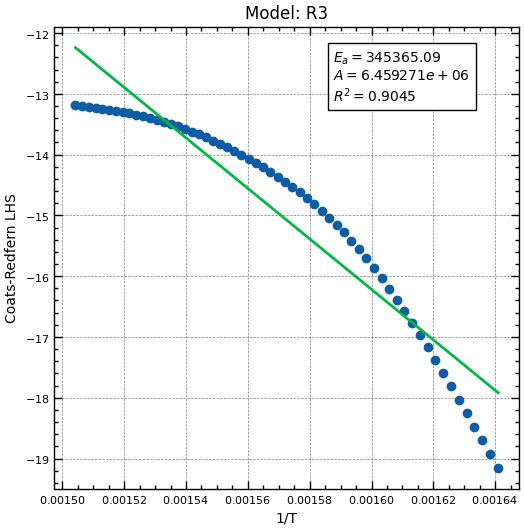 Model: R3
−12
−13
−14
−15
−16
−17
−18
−19
Coats-Redfern LHS
E_a = 345365.09
A = 6.459271e + 06
R² = 0.9045
0.00150 0.00152 0.00154 0.00156 0.00158 0.00160 0.00162 0.00164
1/T